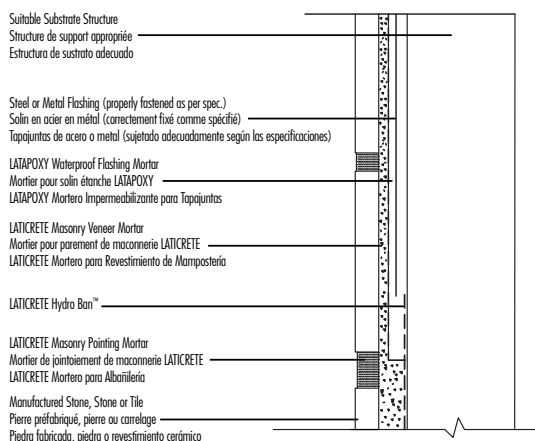 Suitable Substrate Structure
Structure de support appropriée
Estructura de sustrato adecuado
Steel or Metal Flashing (properly fastened as per spec.)
Solin en acier en métal (correctement fixé comme spécifié)
Tapajuntas de acero o metal (sujetado adecuadamente según las especificaciones)
LATAPOXY Waterproof Flashing Mortar
Mortier pour solin étanche LATAPOXY
LATAPOXY Mortero Impermeabilizante para Tapajuntas
LATICRETE Masonry Veneer Mortar
Mortier pour parement de maconnerie LATICRETE
LATICRETE Mortero para Revestimiento de Mampostería
LATICRETE Hydro Ban™
LATICRETE Masonry Pointing Mortar
Mortier de jointoiement de maconnerie LATICRETE
LATICRETE Mortero para Albañilería
Manufactured Stone, Stone or Tile
Pierre préfabriqué, pierre ou carrelage
Piedra fabricada, piedra o revestimiento cerámico